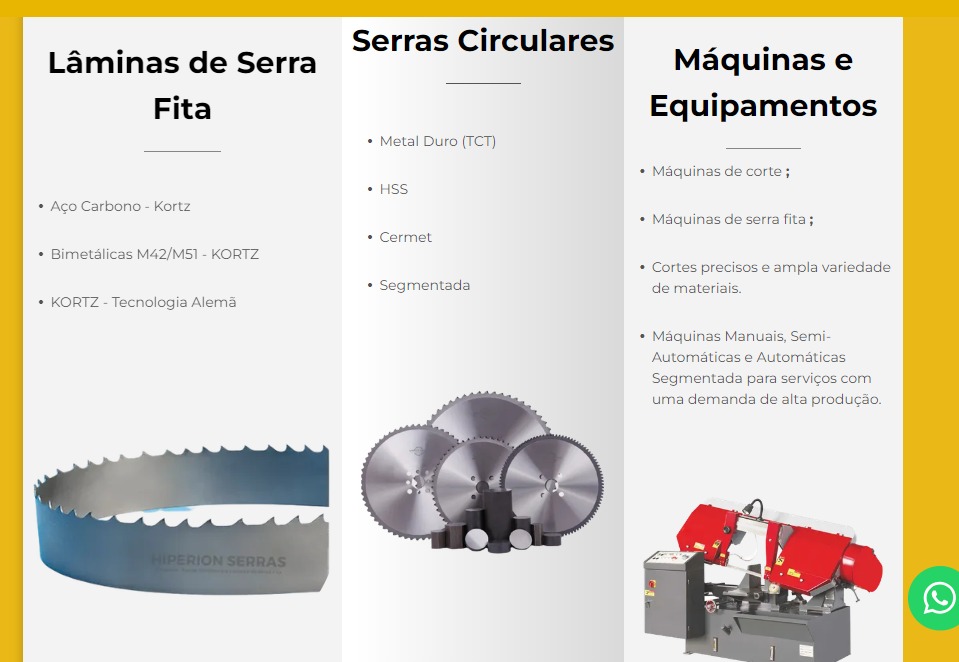 Lâminas de Serra
Fita
• Aço Carbono - Kortz
• Bimetálicas M42/M51 - KORTZ
• KORTZ - Tecnologia Alemã
HIPERION SERRAS
Serras Circulares
• Metal Duro (TCT)
• HSS
• Cermet
• Segmentada
Máquinas e
Equipamentos
• Máquinas de corte ;
• Máquinas de serra fita ;
• Cortes precisos e ampla variedade
de materiais.
• Máquinas Manuais, Semi-
Automáticas e Automáticas
Segmentada para serviços com
uma demanda de alta produção.